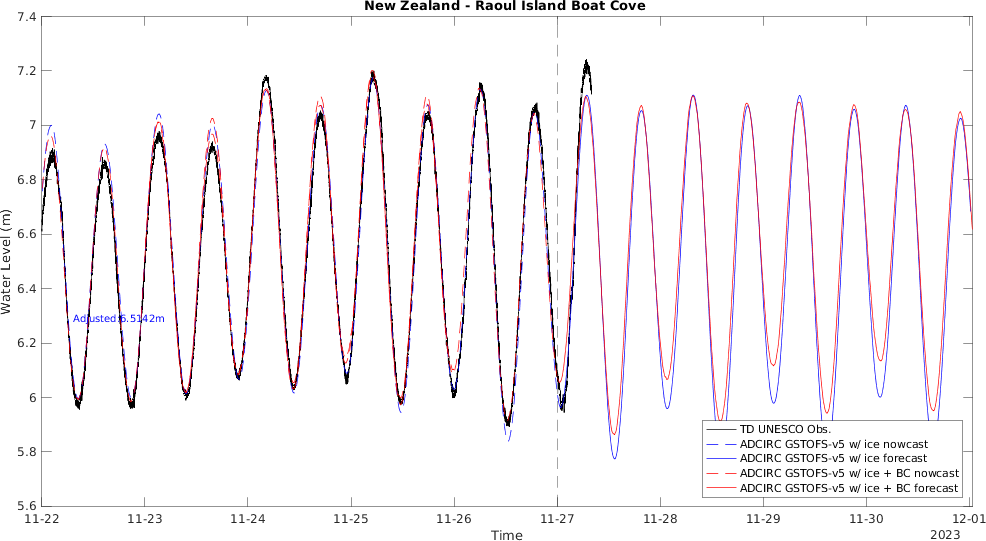 New Zealand - Raoul Island Boat Cove
7.4
7.2
7
6.8
6.6
6.4
6.2
6
5.8
5.6
Water Level (m)
Adjusted:6.5142m
TD UNESCO Obs.
ADCIRC GSTOFS-v5 w/ ice nowcast
ADCIRC GSTOFS-v5 w/ ice forecast
ADCIRC GSTOFS-v5 w/ ice + BC nowcast
ADCIRC GSTOFS-v5 w/ ice + BC forecast
11-22 11-23 11-24 11-25 11-26 11-27 11-28 11-29 11-30 12-01
Time
2023